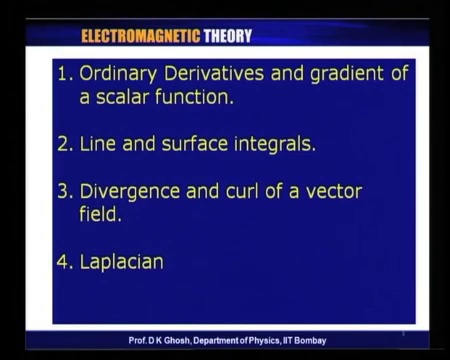 ELECTROMAGNETIC THEORY
1. Ordinary Derivatives and gradient of
a scalar function.
2. Line and surface integrals.
3. Divergence and curl of a vector
field.
4. Laplacian
Prof. D K Ghosh, Department of Physics, IIT Bombay